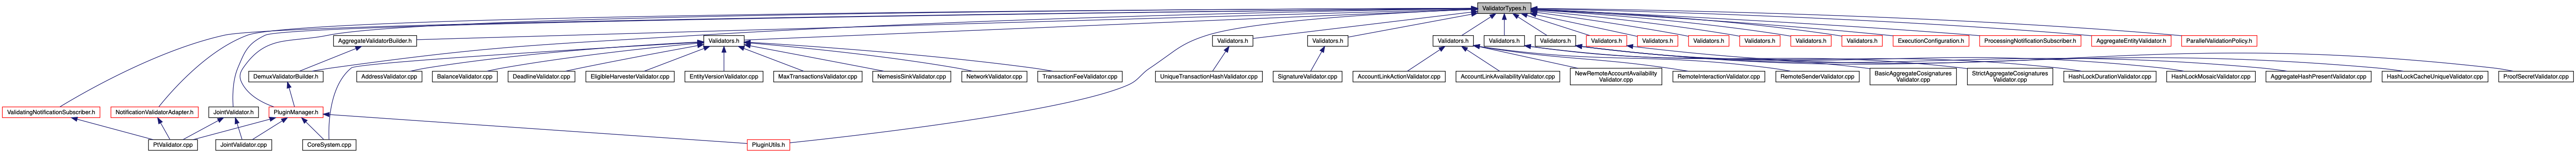 ValidatorTypes.h
AggregateValidatorBuilder.h
Validators.h
Validators.h
Validators.h
Validators.h
Validators.h
Validators.h
Validators.h
Validators.h
Validators.h
Validators.h
Validators.h
Validators.h
ExecutionConfiguration.h
ProcessingNotificationSubscriber.h
AggregateEntityValidator.h
ParallelValidationPolicy.h
DemuxValidatorBuilder.h
AddressValidator.cpp
BalanceValidator.cpp
DeadlineValidator.cpp
EligibleHarvesterValidator.cpp
EntityVersionValidator.cpp
MaxTransactionsValidator.cpp
NemesisSinkValidator.cpp
NetworkValidator.cpp
TransactionFeeValidator.cpp
UniqueTransactionHashValidator.cpp
SignatureValidator.cpp
AccountLinkActionValidator.cpp
AccountLinkAvailabilityValidator.cpp
NewRemoteAccountAvailability
Validator.cpp
RemoteInteractionValidator.cpp
RemoteSenderValidator.cpp
BasicAggregateCosignatures
Validator.cpp
StrictAggregateCosignatures
Validator.cpp
HashLockDurationValidator.cpp
HashLockMosaicValidator.cpp
AggregateHashPresentValidator.cpp
HashLockCacheUniqueValidator.cpp
ProofSecretValidator.cpp
ValidatingNotificationSubscriber.h
NotificationValidatorAdapter.h
JointValidator.h
PluginManager.h
PtValidator.cpp
JointValidator.cpp
CoreSystem.cpp
PluginUtils.h